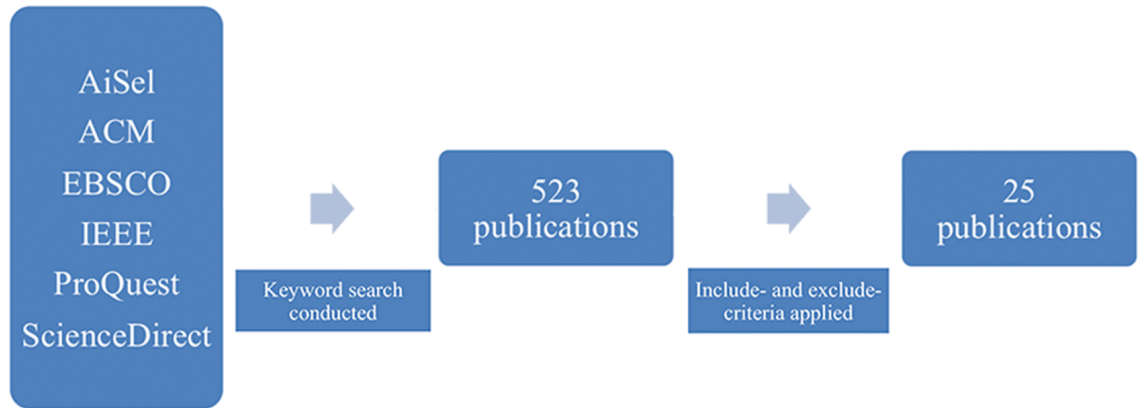 AiSel
ACM
EBSCO
IEEE
ProQuest
ScienceDirect
Keyword search
conducted
523
publications
Include- and exclude-
criteria applied
25
publications